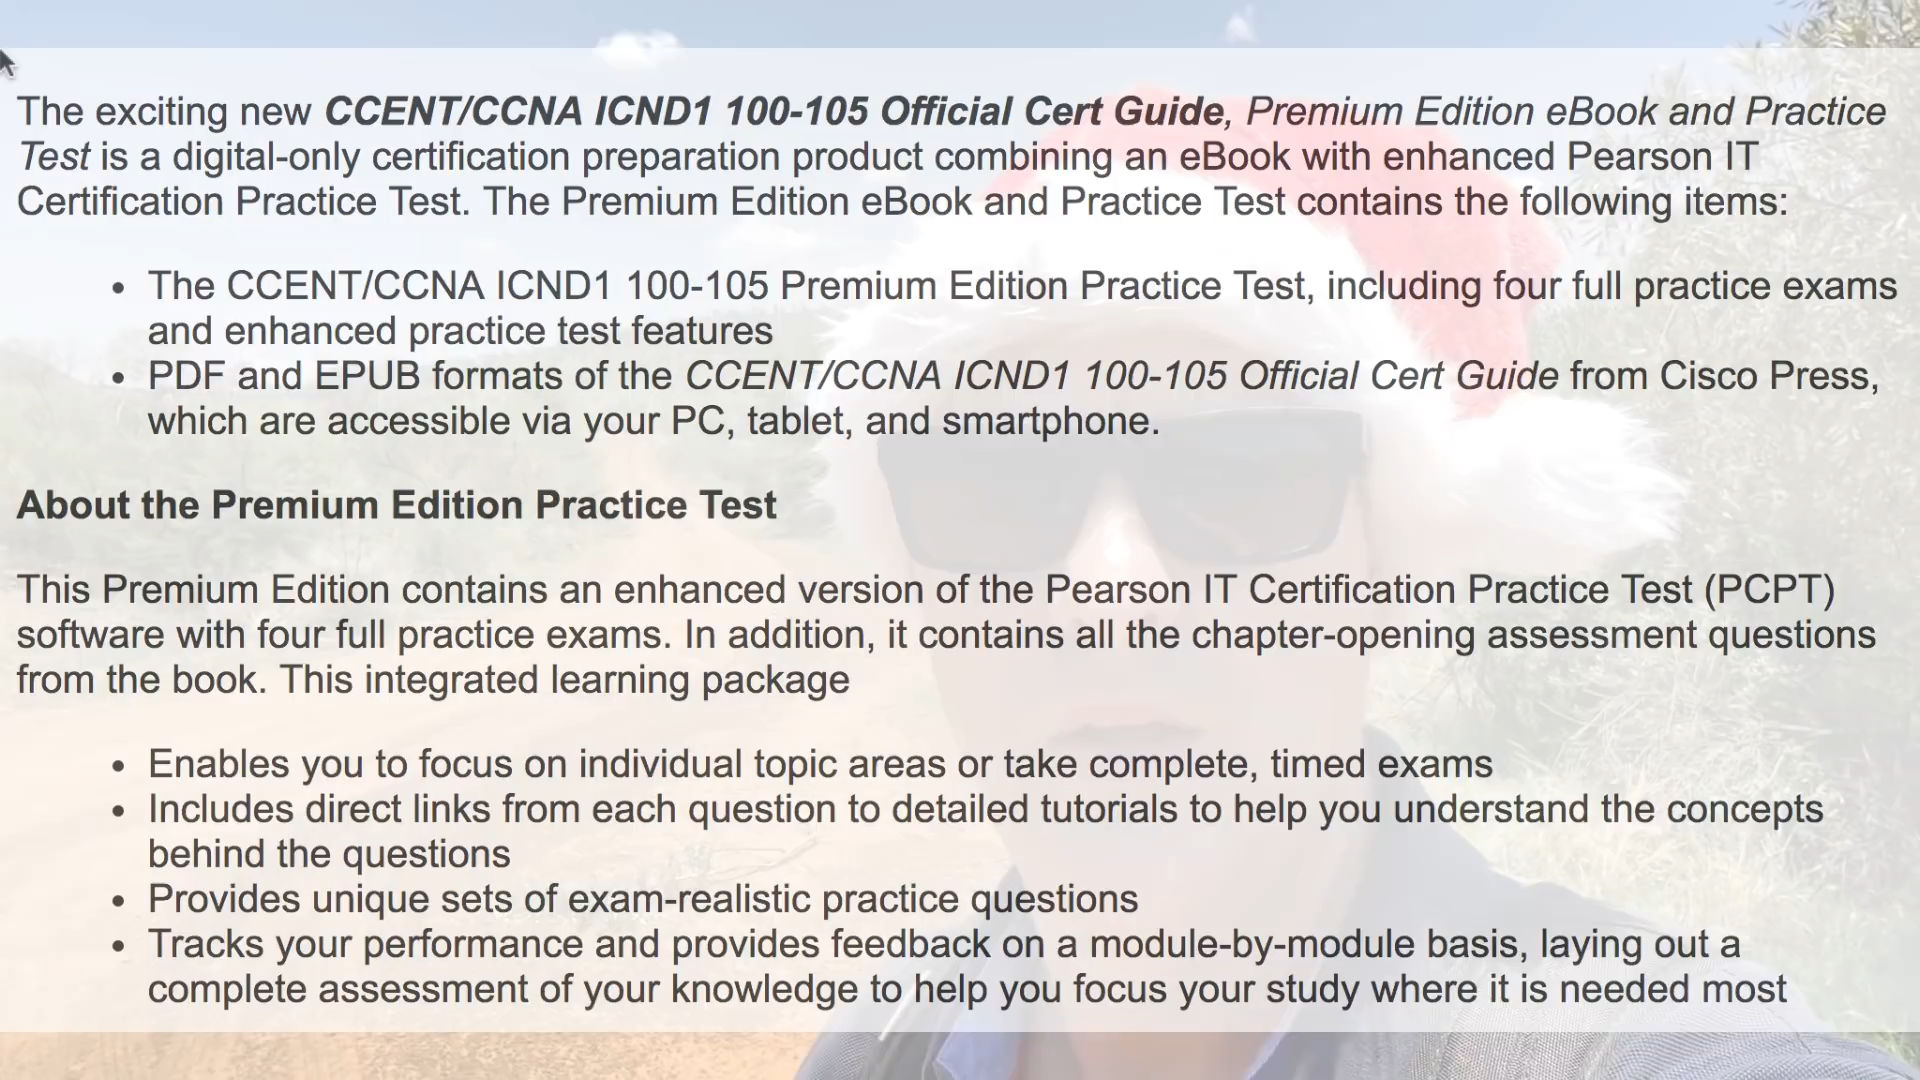 The exciting new CCENT/CCNA ICND1 100-105 Official Cert Guide, Premium Edition eBook and Practice
Test is a digital-only certification preparation product combining an eBook with enhanced Pearson IT
Certification Practice Test. The Premium Edition eBook and Practice Test contains the following items:
• The CCENT/CCNA ICND1 100-105 Premium Edition Practice Test, including four full practice exams
and enhanced practice test features
• PDF and EPUB formats of the CCENT/CCNA ICND1 100-105 Official Cert Guide from Cisco Press,
which are accessible via your PC, tablet, and smartphone.
About the Premium Edition Practice Test
This Premium Edition contains an enhanced version of the Pearson IT Certification Practice Test (PCPT)
software with four full practice exams. In addition, it contains all the chapter-opening assessment questions
from the book. This integrated learning package
• Enables you to focus on individual topic areas or take complete, timed exams
• Includes direct links from each question to detailed tutorials to help you understand the concepts
behind the questions
• Provides unique sets of exam-realistic practice questions
• Tracks your performance and provides feedback on a module-by-module basis, laying out a
complete assessment of your knowledge to help you focus your study where it is needed most